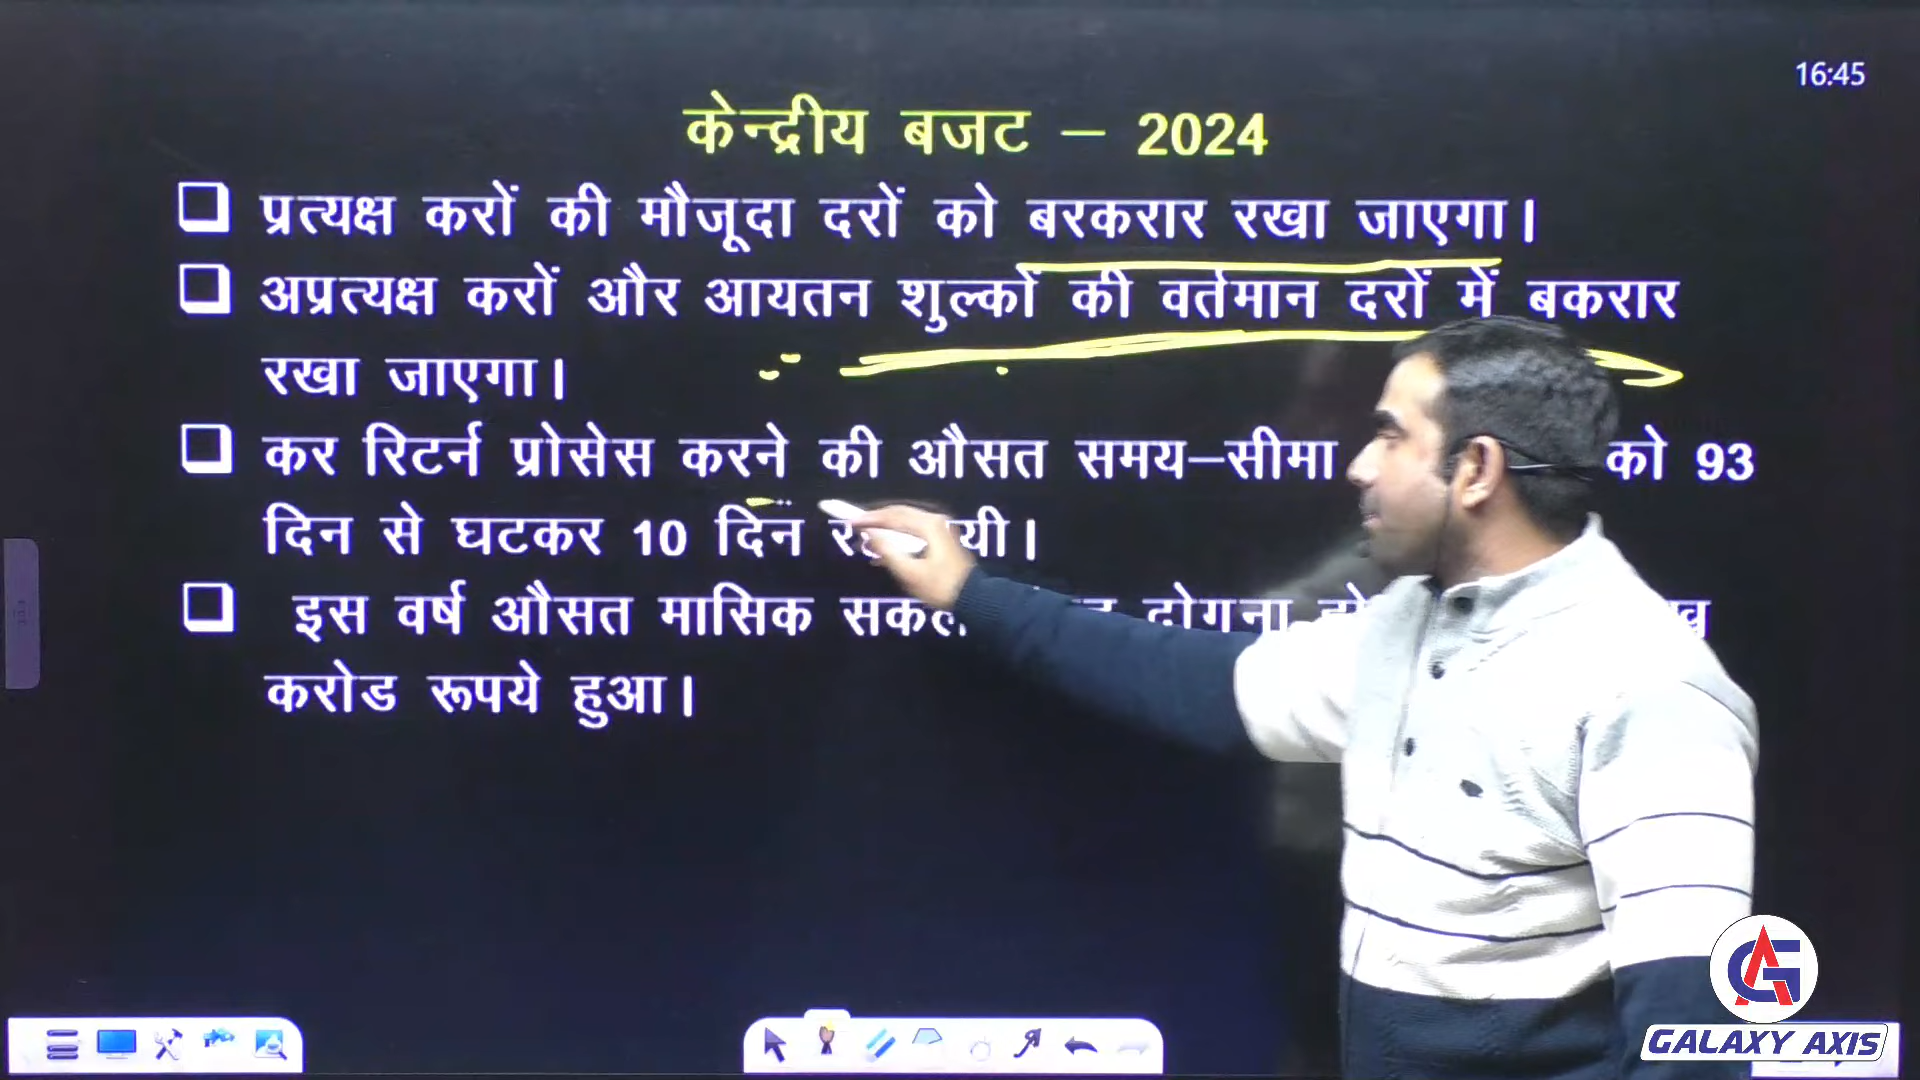 16:45
केन्द्रीय बजट – 2024
प्रत्यक्ष करों की मौजूदा दरों को बरकरार रखा जाएगा।
अप्रत्यक्ष करों और आयतन शुल्कों की वर्तमान दरों में बकरार
रखा जाएगा।
कर रिटर्न प्रोसेस करने की औसत समय–सीमा को 93
दिन से घटकर 10 दिन
इस वर्ष औसत मासिक दोगना
करोड रूपये हुआ।
GALAXY AXIS